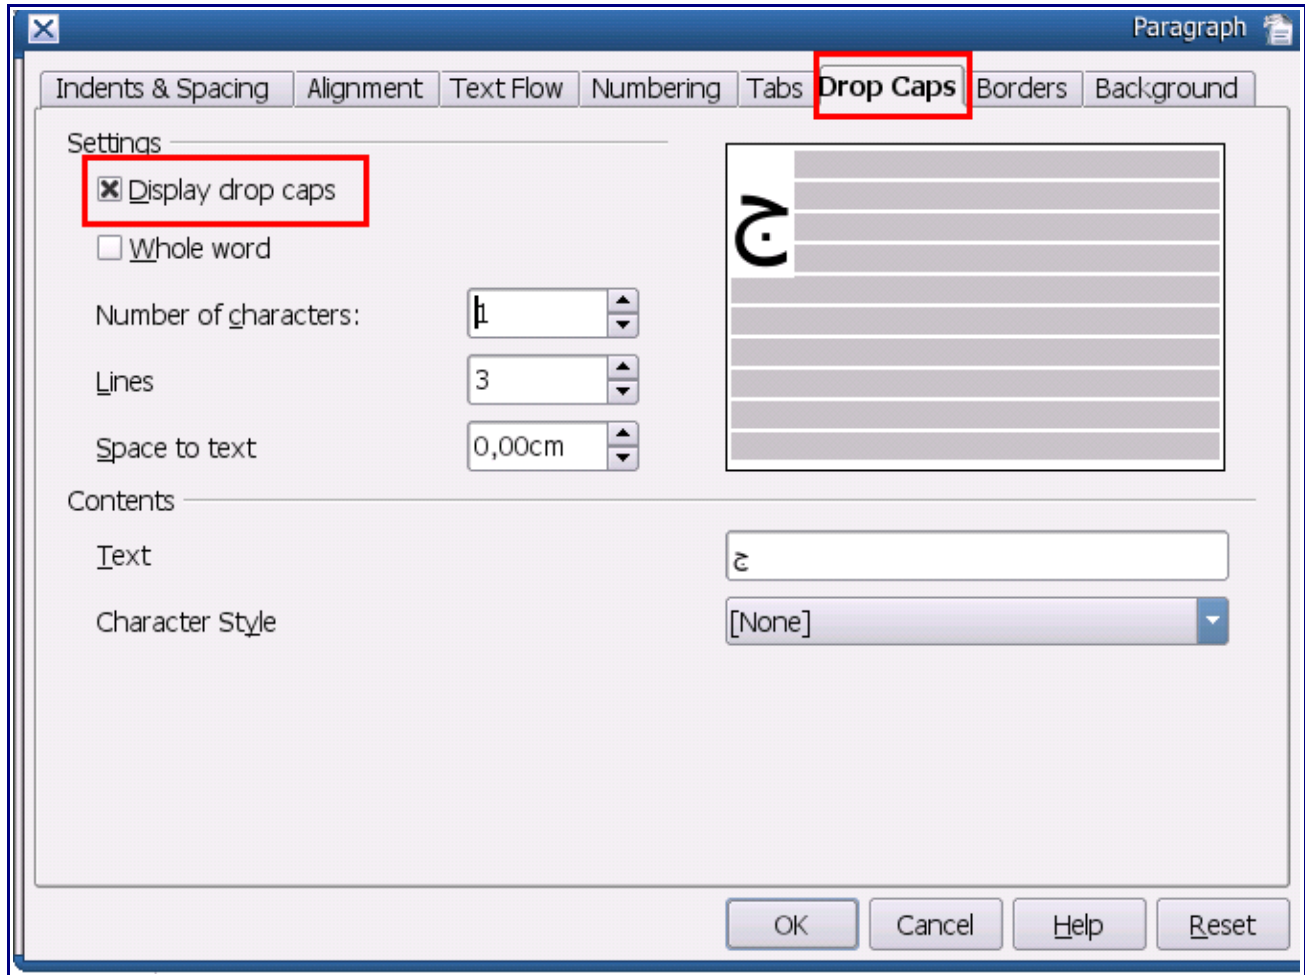 Paragraph
Indents & Spacing Alignment Text Flow Numbering Tabs Drop Caps Borders Background
Settings
Display drop caps
Whole word
Number of characters: 1
Lines 3
Space to text 0,00cm
ج
Contents
Text ج
Character Style [None]
OK Cancel Help Reset